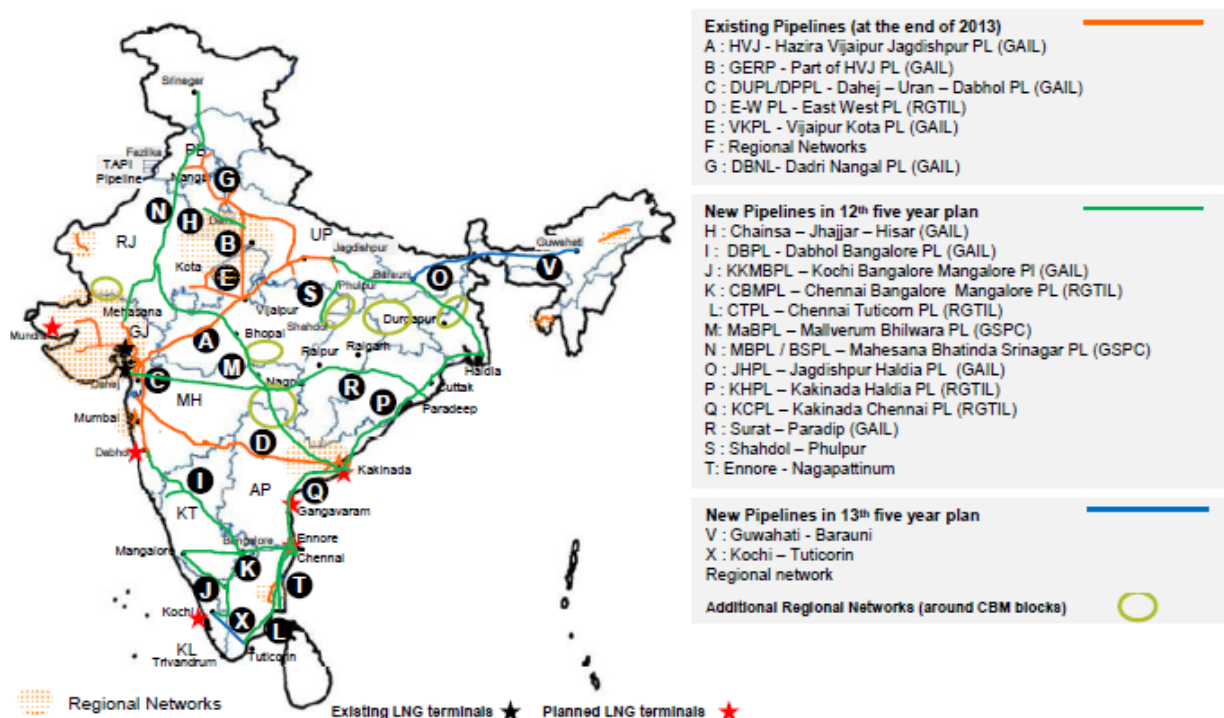 Srinagar
Fazilka
TAPI
Pipeline
PB
Nangal
G
N
H
Delhi
B
RJ
UP
Jagdishpur
Guwahati
Kota
E
Barauni
O
V
Phulpur
S
Mehasana
Vijaipur
Shahdol
Durgapur
Mundra
GJ
A
Bhopal
Raipur
Raigarh
M
Haldia
Dahej
C
Nagpur
R
Cuttak
MH
P
Paradeep
Mumbai
D
Dabhol
Kakinada
I
AP
Q
KT
Gangavaram
Bangalore
Ennore
Mangalore
Chennai
K
J
T
Kochi
X
L
KL
Tuticorin
Trivandrum
Regional Networks
Existing LNG terminals
Planned LNG terminals
Existing Pipelines (at the end of 2013)
A : HVJ - Hazira Vijaipur Jagdishpur PL (GAIL)
B : GERP - Part of HVJ PL (GAIL)
C : DUPL/DPPL - Dahej – Uran – Dabhol PL (GAIL)
D : E-W PL - East West PL (RGTIL)
E : VKPL - Vijaipur Kota PL (GAIL)
F : Regional Networks
G : DBNL- Dadri Nangal PL (GAIL)
New Pipelines in 12th five year plan
H : Chainsa – Jhajjar – Hisar (GAIL)
I : DBPL - Dabhol Bangalore PL (GAIL)
J : KKMBPL – Kochi Bangalore Mangalore Pl (GAIL)
K : CBMPL – Chennai Bangalore Mangalore PL (RGTIL)
L: CTPL – Chennai Tuticorn PL (RGTIL)
M: MaBPL – Mallverum Bhilwara PL (GSPC)
N : MBPL / BSPL – Mahesana Bhatinda Srinagar PL (GSPC)
O : JHPL – Jagdishpur Haldia PL (GAIL)
P : KHPL – Kakinada Haldia PL (RGTIL)
Q : KCPL – Kakinada Chennai PL (RGTIL)
R : Surat – Paradip (GAIL)
S : Shahdol – Phulpur
T: Ennore - Nagapattinum
New Pipelines in 13th five year plan
V : Guwahati - Barauni
X : Kochi – Tuticorin
Regional network
Additional Regional Networks (around CBM blocks)